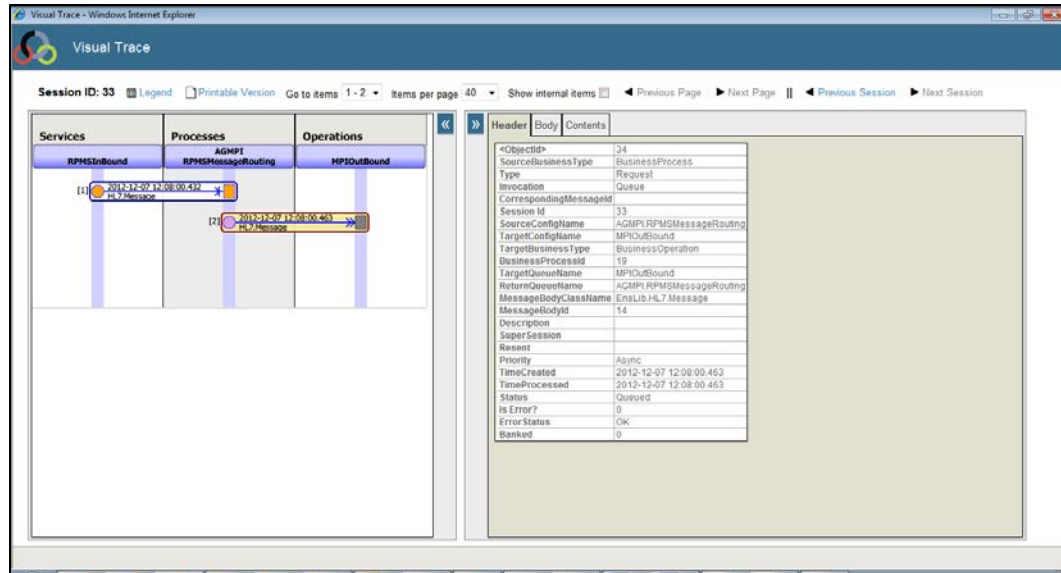 Visual Trace - Windows Internet Explorer
Visual Trace
Session ID: 33 Legend Printable Version Go to items 1 - 2 Items per page 40 Show internal items Previous Page Next Page || Previous Session Next Session
Services Processes Operations
RPMSInBound AGMPI RPMSMessageRouting MPIOutBound
[1] 2012-12-07 12:08:00.432
HL7.Message
[2] 2012-12-07 12:08:00.463
HL7.Message
Header Body Contents
<ObjectId> 34
SourceBusinessType BusinessProcess
Type Request
Invocation Queue
CorrespondingMessageId
Session Id 33
SourceConfigName AGMPI.RPMSMessageRouting
TargetConfigName MPIOutBound
TargetBusinessType BusinessOperation
BusinessProcessId 19
TargetQueueName MPIOutBound
ReturnQueueName AGMPI.RPMSMessageRouting
MessageBodyClassName EnsLib.HL7.Message
MessageBodyId 14
Description
SuperSession
Resent
Priority Async
TimeCreated 2012-12-07 12:08:00.463
TimeProcessed 2012-12-07 12:08:00.463
Status Queued
Is Error? 0
ErrorStatus OK
Banked 0